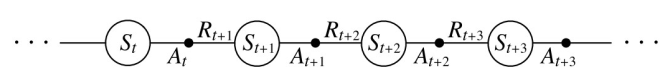 · · · S_t A_t R_{t+1} S_{t+1} A_{t+1} R_{t+2} S_{t+2} A_{t+2} R_{t+3} S_{t+3} A_{t+3} · · ·